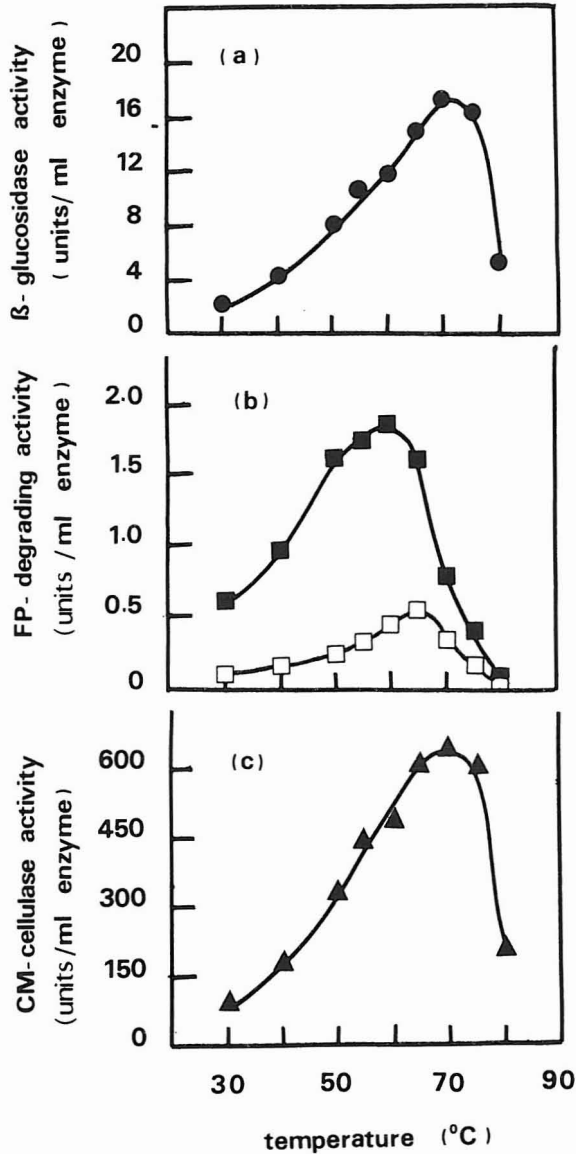 (a)
ß-glucosidase activity
(units/ml enzyme)
20
16
12
8
4
0
(b)
FP-degrading activity
(units/ml enzyme)
2.0
1.5
1.0
0.5
0
(c)
CM-cellulase activity
(units/ml enzyme)
600
450
300
150
0
30 50 70 90
temperature (°C)